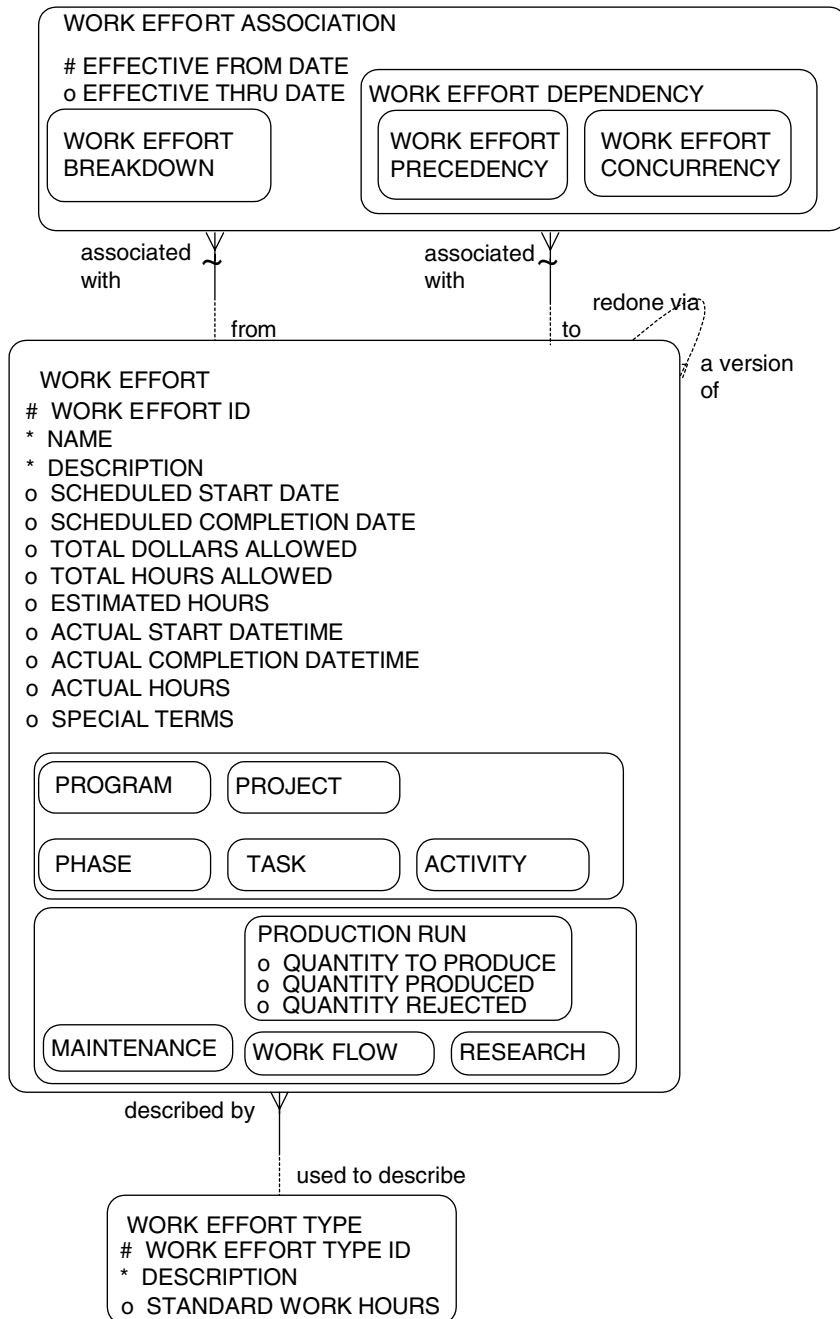 WORK EFFORT ASSOCIATION
# EFFECTIVE FROM DATE
o EFFECTIVE THRU DATE
WORK EFFORT
BREAKDOWN
WORK EFFORT DEPENDENCY
WORK EFFORT
PRECEDENCY
WORK EFFORT
CONCURRENCY
associated
with
from
associated
with
to
redone via
a version
of
WORK EFFORT
# WORK EFFORT ID
* NAME
* DESCRIPTION
o SCHEDULED START DATE
o SCHEDULED COMPLETION DATE
o TOTAL DOLLARS ALLOWED
o TOTAL HOURS ALLOWED
o ESTIMATED HOURS
o ACTUAL START DATETIME
o ACTUAL COMPLETION DATETIME
o ACTUAL HOURS
o SPECIAL TERMS
PROGRAM
PROJECT
PHASE
TASK
ACTIVITY
PRODUCTION RUN
o QUANTITY TO PRODUCE
o QUANTITY PRODUCED
o QUANTITY REJECTED
MAINTENANCE
WORK FLOW
RESEARCH
described by
used to describe
WORK EFFORT TYPE
# WORK EFFORT TYPE ID
* DESCRIPTION
o STANDARD WORK HOURS